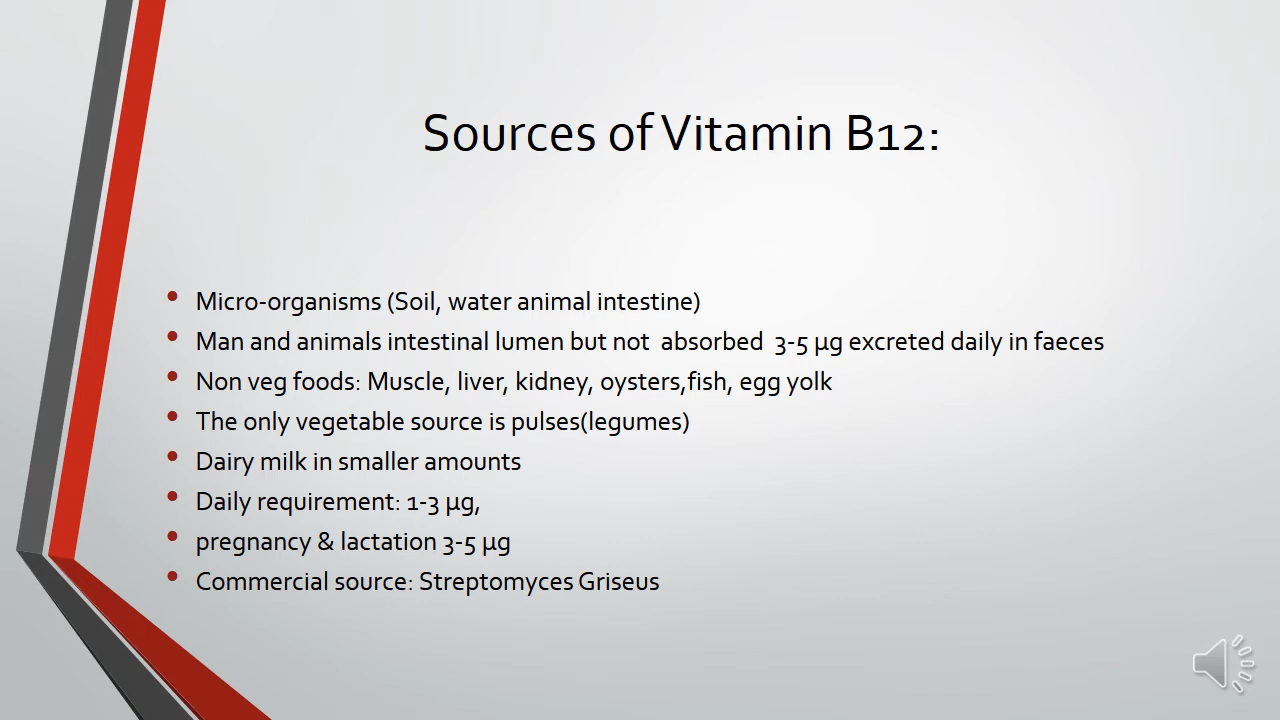 Sources of Vitamin B12:
• Micro-organisms (Soil, water animal intestine)
• Man and animals intestinal lumen but not  absorbed  3-5 µg excreted daily in faeces
• Non veg foods: Muscle, liver, kidney, oysters,fish, egg yolk
• The only vegetable source is pulses(legumes)
• Dairy milk in smaller amounts
• Daily requirement: 1-3 µg,
• pregnancy & lactation 3-5 µg
• Commercial source: Streptomyces Griseus